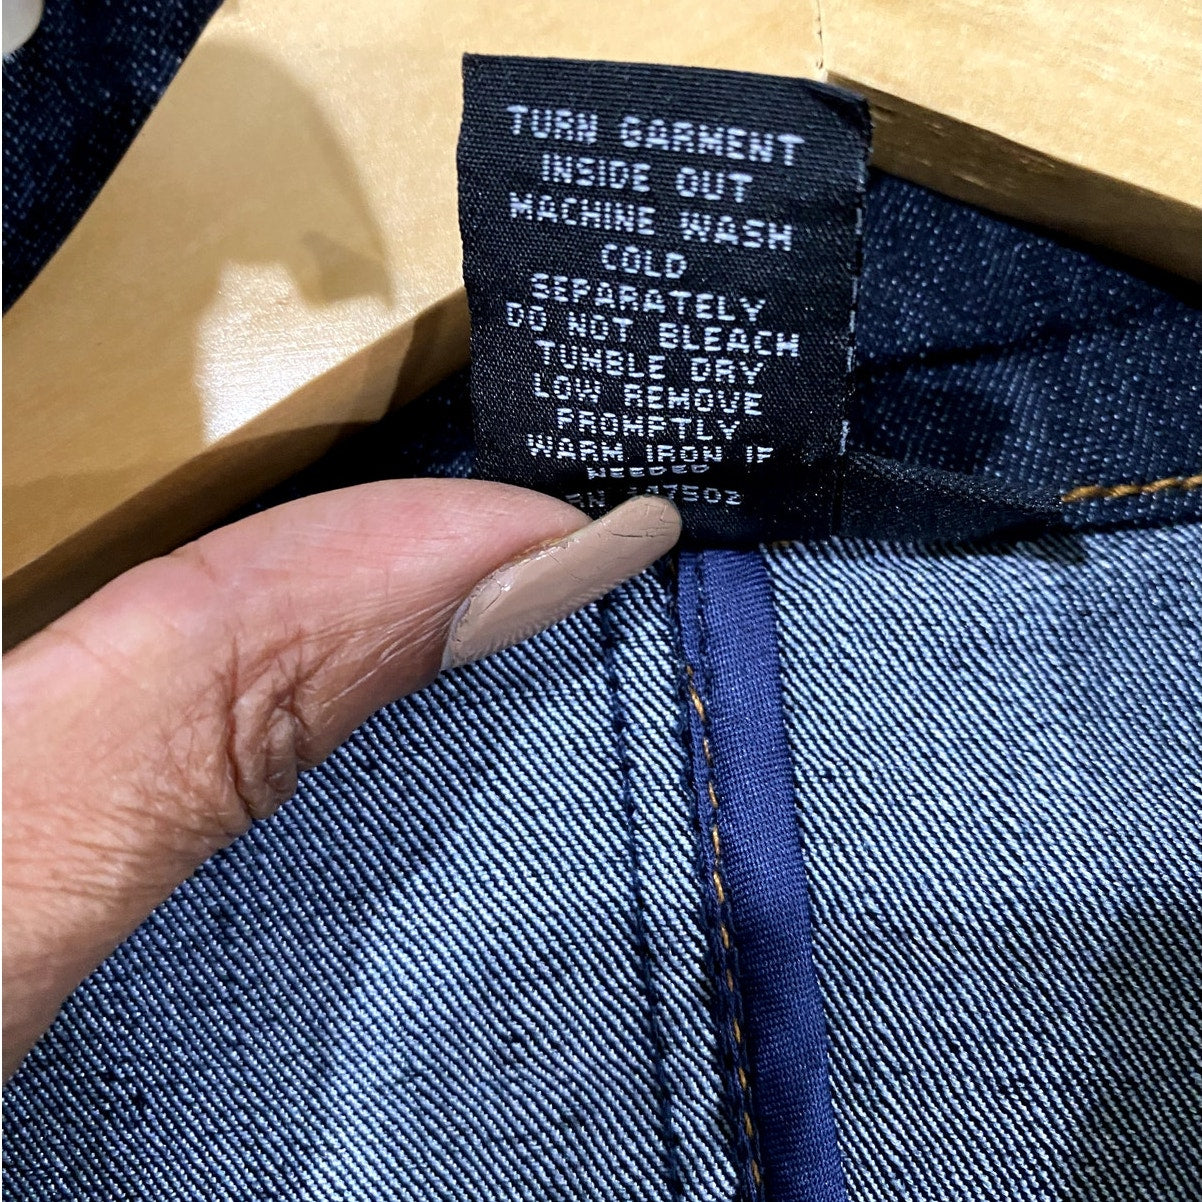 TURN GARMENT
INSIDE OUT
MACHINE WASH
COLD
SEPARATELY
DO NOT BLEACH
TUMBLE DRY
LOW REMOVE
PROMPTLY
WARM IRON IF
NEEDED